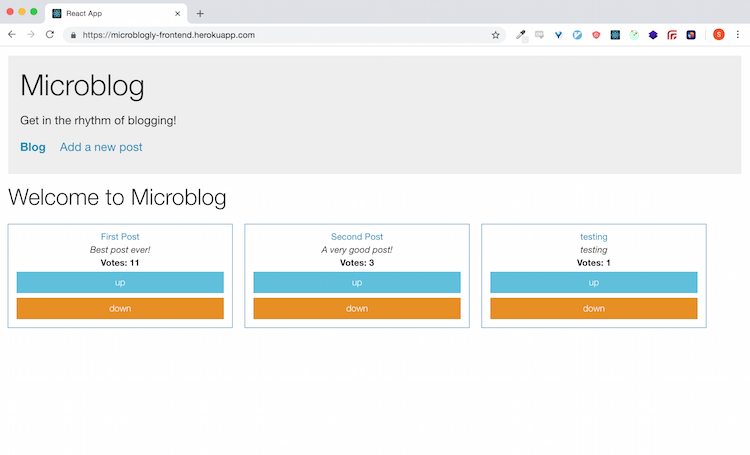 React App
https://microblogly-frontend.herokuapp.com
S
Microblog
Get in the rhythm of blogging!
Blog Add a new post
Welcome to Microblog
First Post
Best post ever!
Votes: 11
up
down
Second Post
A very good post!
Votes: 3
up
down
testing
testing
Votes: 1
up
down